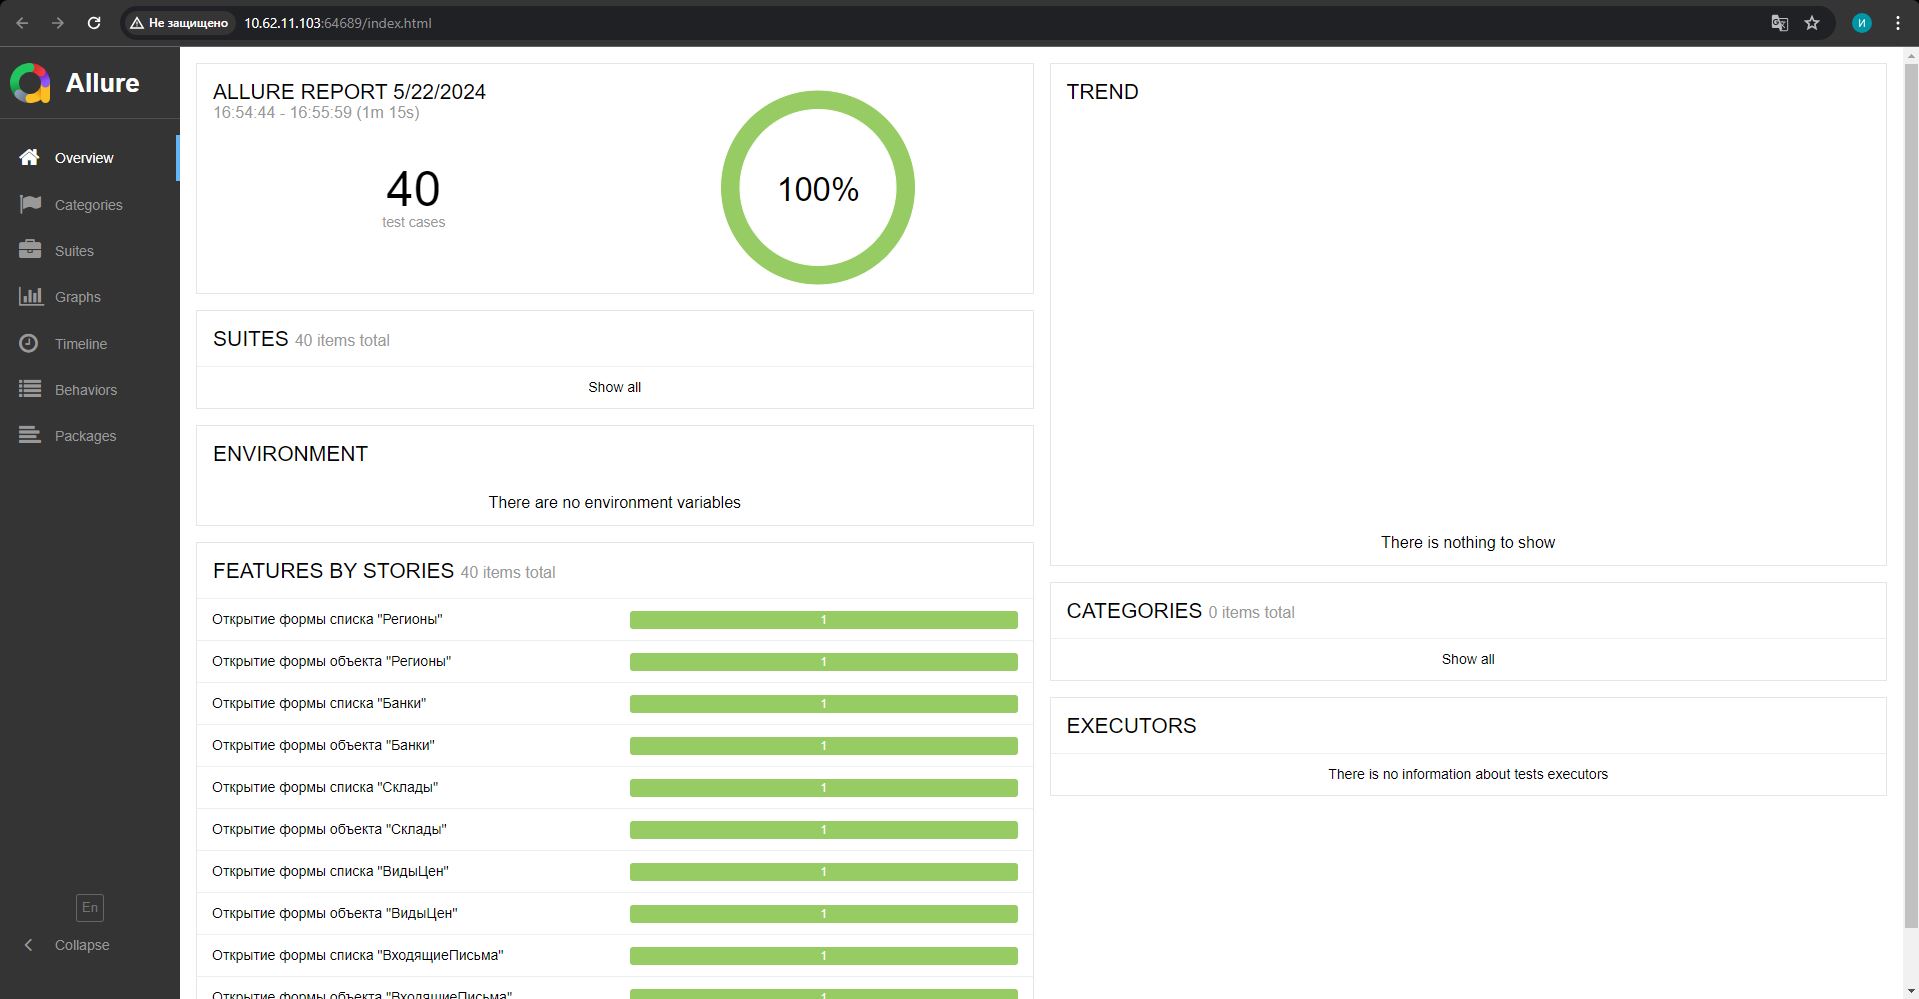 Не защищено 10.62.11.103:64689/index.html
И
Allure
Overview
Categories
Suites
Graphs
Timeline
Behaviors
Packages
En
Collapse
ALLURE REPORT 5/22/2024
16:54:44 - 16:55:59 (1m 15s)
40
test cases
100%
SUITES 40 items total
Show all
ENVIRONMENT
There are no environment variables
FEATURES BY STORIES 40 items total
Открытие формы списка "Регионы" 1
Открытие формы объекта "Регионы" 1
Открытие формы списка "Банки" 1
Открытие формы объекта "Банки" 1
Открытие формы списка "Склады" 1
Открытие формы объекта "Склады" 1
Открытие формы списка "ВидыЦен" 1
Открытие формы объекта "ВидыЦен" 1
Открытие формы списка "ВходящиеПисьма" 1
Открытие формы объекта "ВходящиеПисьма" 1
TREND
There is nothing to show
CATEGORIES 0 items total
Show all
EXECUTORS
There is no information about tests executors